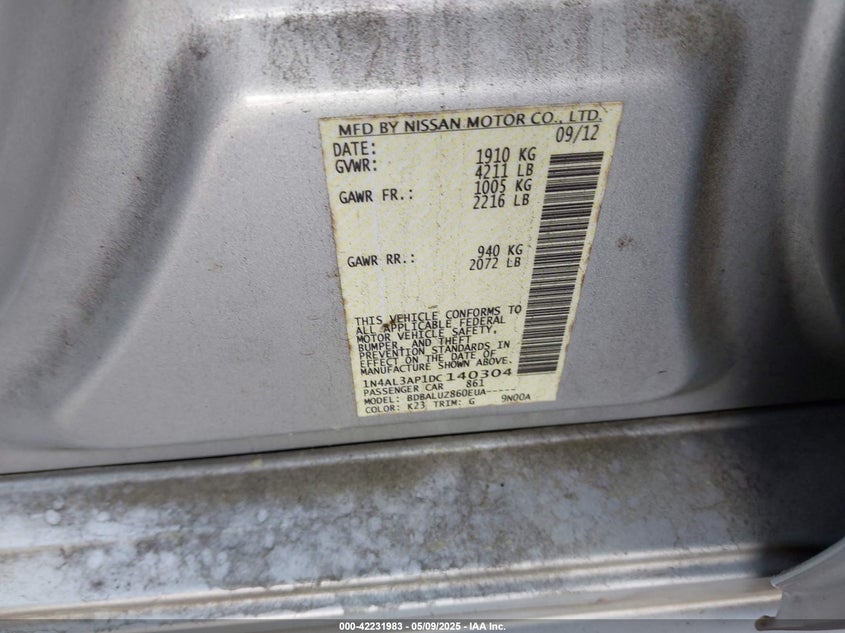 MFD BY NISSAN MOTOR CO., LTD.
DATE: 09/12
GVWR: 1910 KG
4211 LB
GAWR FR.: 1005 KG
2216 LB
GAWR RR.: 940 KG
2072 LB
THIS VEHICLE CONFORMS TO
ALL APPLICABLE FEDERAL
MOTOR VEHICLE SAFETY,
BUMPER, AND THEFT
PREVENTION STANDARDS IN
EFFECT ON THE DATE OF
MANUFACTURE SHOWN ABOVE.
1N4AL3AP1DC140304
PASSENGER CAR 861
MODEL: BDBALUZ860EUA-----
COLOR: K23 TRIM: G 9N00A
000-42231983 - 05/09/2025 - IAA Inc.